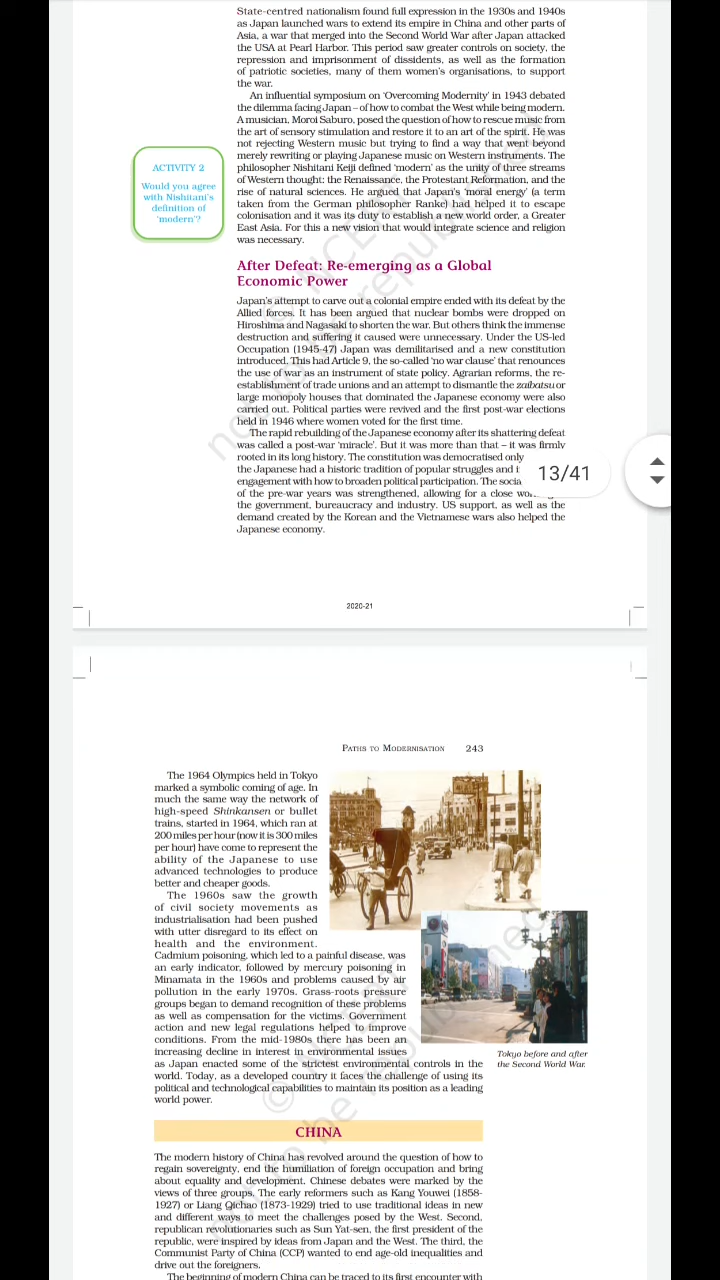 State-centred nationalism found full expression in the 1930s and 1940s
as Japan launched wars to extend its empire in China and other parts of
Asia, a war that merged into the Second World War after Japan attacked
the USA at Pearl Harbor. This period saw greater controls on society, the
repression and imprisonment of dissidents, as well as the formation
of patriotic societies, many of them women's organisations, to support
the war.
An influential symposium on 'Overcoming Modernity' in 1943 debated
the dilemma facing Japan – of how to combat the West while being modern.
A musician, Moroi Saburo, posed the question of how to rescue music from
the art of sensory stimulation and restore it to an art of the spirit. He was
not rejecting Western music but trying to find a way that went beyond
merely rewriting or playing Japanese music on Western instruments. The
philosopher Nishitani Keiji defined 'modern' as the unity of three streams
of Western thought: the Renaissance, the Protestant Reformation, and the
rise of natural sciences. He argued that Japan's 'moral energy' (a term
taken from the German philosopher Ranke) had helped it to escape
colonisation and it was its duty to establish a new world order, a Greater
East Asia. For this a new vision that would integrate science and religion
was necessary.
ACTIVITY 2
Would you agree
with Nishitani's
definition of
'modern'?
After Defeat: Re-emerging as a Global
Economic Power
Japan's attempt to carve out a colonial empire ended with its defeat by the
Allied forces. It has been argued that nuclear bombs were dropped on
Hiroshima and Nagasaki to shorten the war. But others think the immense
destruction and suffering it caused were unnecessary. Under the US-led
Occupation (1945-47) Japan was demilitarised and a new constitution
introduced. This had Article 9, the so-called 'no war clause' that renounces
the use of war as an instrument of state policy. Agrarian reforms, the re-
establishment of trade unions and an attempt to dismantle the zaibatsu or
large monopoly houses that dominated the Japanese economy were also
carried out. Political parties were revived and the first post-war elections
held in 1946 where women voted for the first time.
The rapid rebuilding of the Japanese economy after its shattering defeat
was called a post-war 'miracle'. But it was more than that – it was firmly
rooted in its long history. The constitution was democratised only
the Japanese had a historic tradition of popular struggles and
engagement with how to broaden political participation. The
of the pre-war years was strengthened, allowing for a close
the government, bureaucracy and industry. US support, as well as the
demand created by the Korean and the Vietnamese wars also helped the
Japanese economy.
13/41
2020-21
PATHS TO MODERNISATION 243
The 1964 Olympics held in Tokyo
marked a symbolic coming of age. In
much the same way the network of
high-speed Shinkansen or bullet
trains, started in 1964, which ran at
200 miles per hour (now it is 300 miles
per hour) have come to represent the
ability of the Japanese to use
advanced technologies to produce
better and cheaper goods.
The 1960s saw the growth
of civil society movements as
industrialisation had been pushed
with utter disregard to its effect on
health and the environment.
Cadmium poisoning, which led to a painful disease, was
an early indicator, followed by mercury poisoning in
Minamata in the 1960s and problems caused by air
pollution in the early 1970s. Grass-roots pressure
groups began to demand recognition of these problems
as well as compensation for the victims. Government
action and new legal regulations helped to improve
conditions. From the mid-1980s there has been an
increasing decline in interest in environmental issues
as Japan enacted some of the strictest environmental controls in the
world. Today, as a developed country it faces the challenge of using its
political and technological capabilities to maintain its position as a leading
world power.
Tokyo before and after
the Second World War.
CHINA
The modern history of China has revolved around the question of how to
regain sovereignty, end the humiliation of foreign occupation and bring
about equality and development. Chinese debates were marked by the
views of three groups. The early reformers such as Kang Youwei (1858-
1927) or Liang Qichao (1873-1929) tried to use traditional ideas in new
and different ways to meet the challenges posed by the West. Second,
republican revolutionaries such as Sun Yat-sen, the first president of the
republic, were inspired by ideas from Japan and the West. The third, the
Communist Party of China (CCP) wanted to end age-old inequalities and
drive out the foreigners.
The beginning of modern China can be traced to its first encounter with